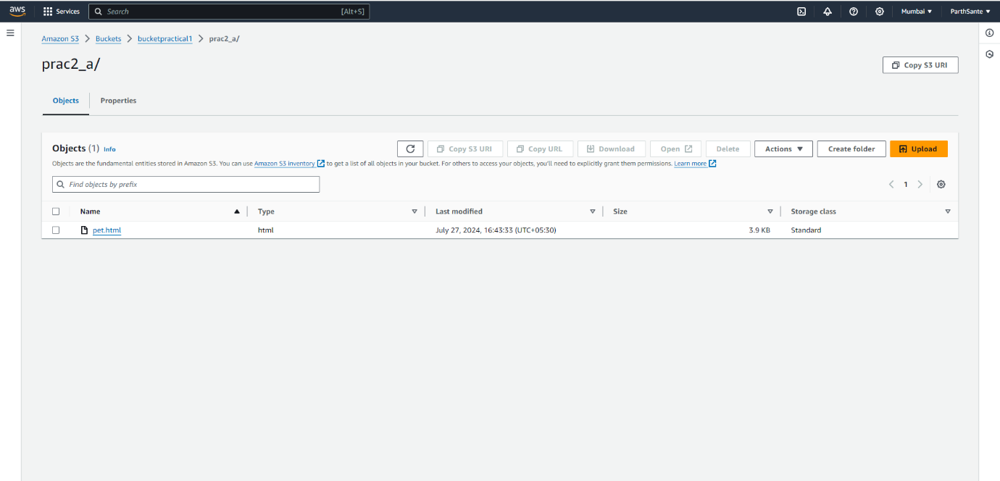 aws Services Search [Alt+S] Mumbai ParthSante
Amazon S3 > Buckets > bucketpractical1 > prac2_a/
prac2_a/
Copy S3 URI
Objects Properties
Objects (1) Info Copy S3 URI Copy URL Download Open Delete Actions Create folder Upload
Objects are the fundamental entities stored in Amazon S3. You can use Amazon S3 inventory to get a list of all objects in your bucket. For others to access your objects, you'll need to explicitly grant them permissions. Learn more
Find objects by prefix 1
Name Type Last modified Size Storage class
pet.html html July 27, 2024, 16:43:33 (UTC+05:30) 3.9 KB Standard